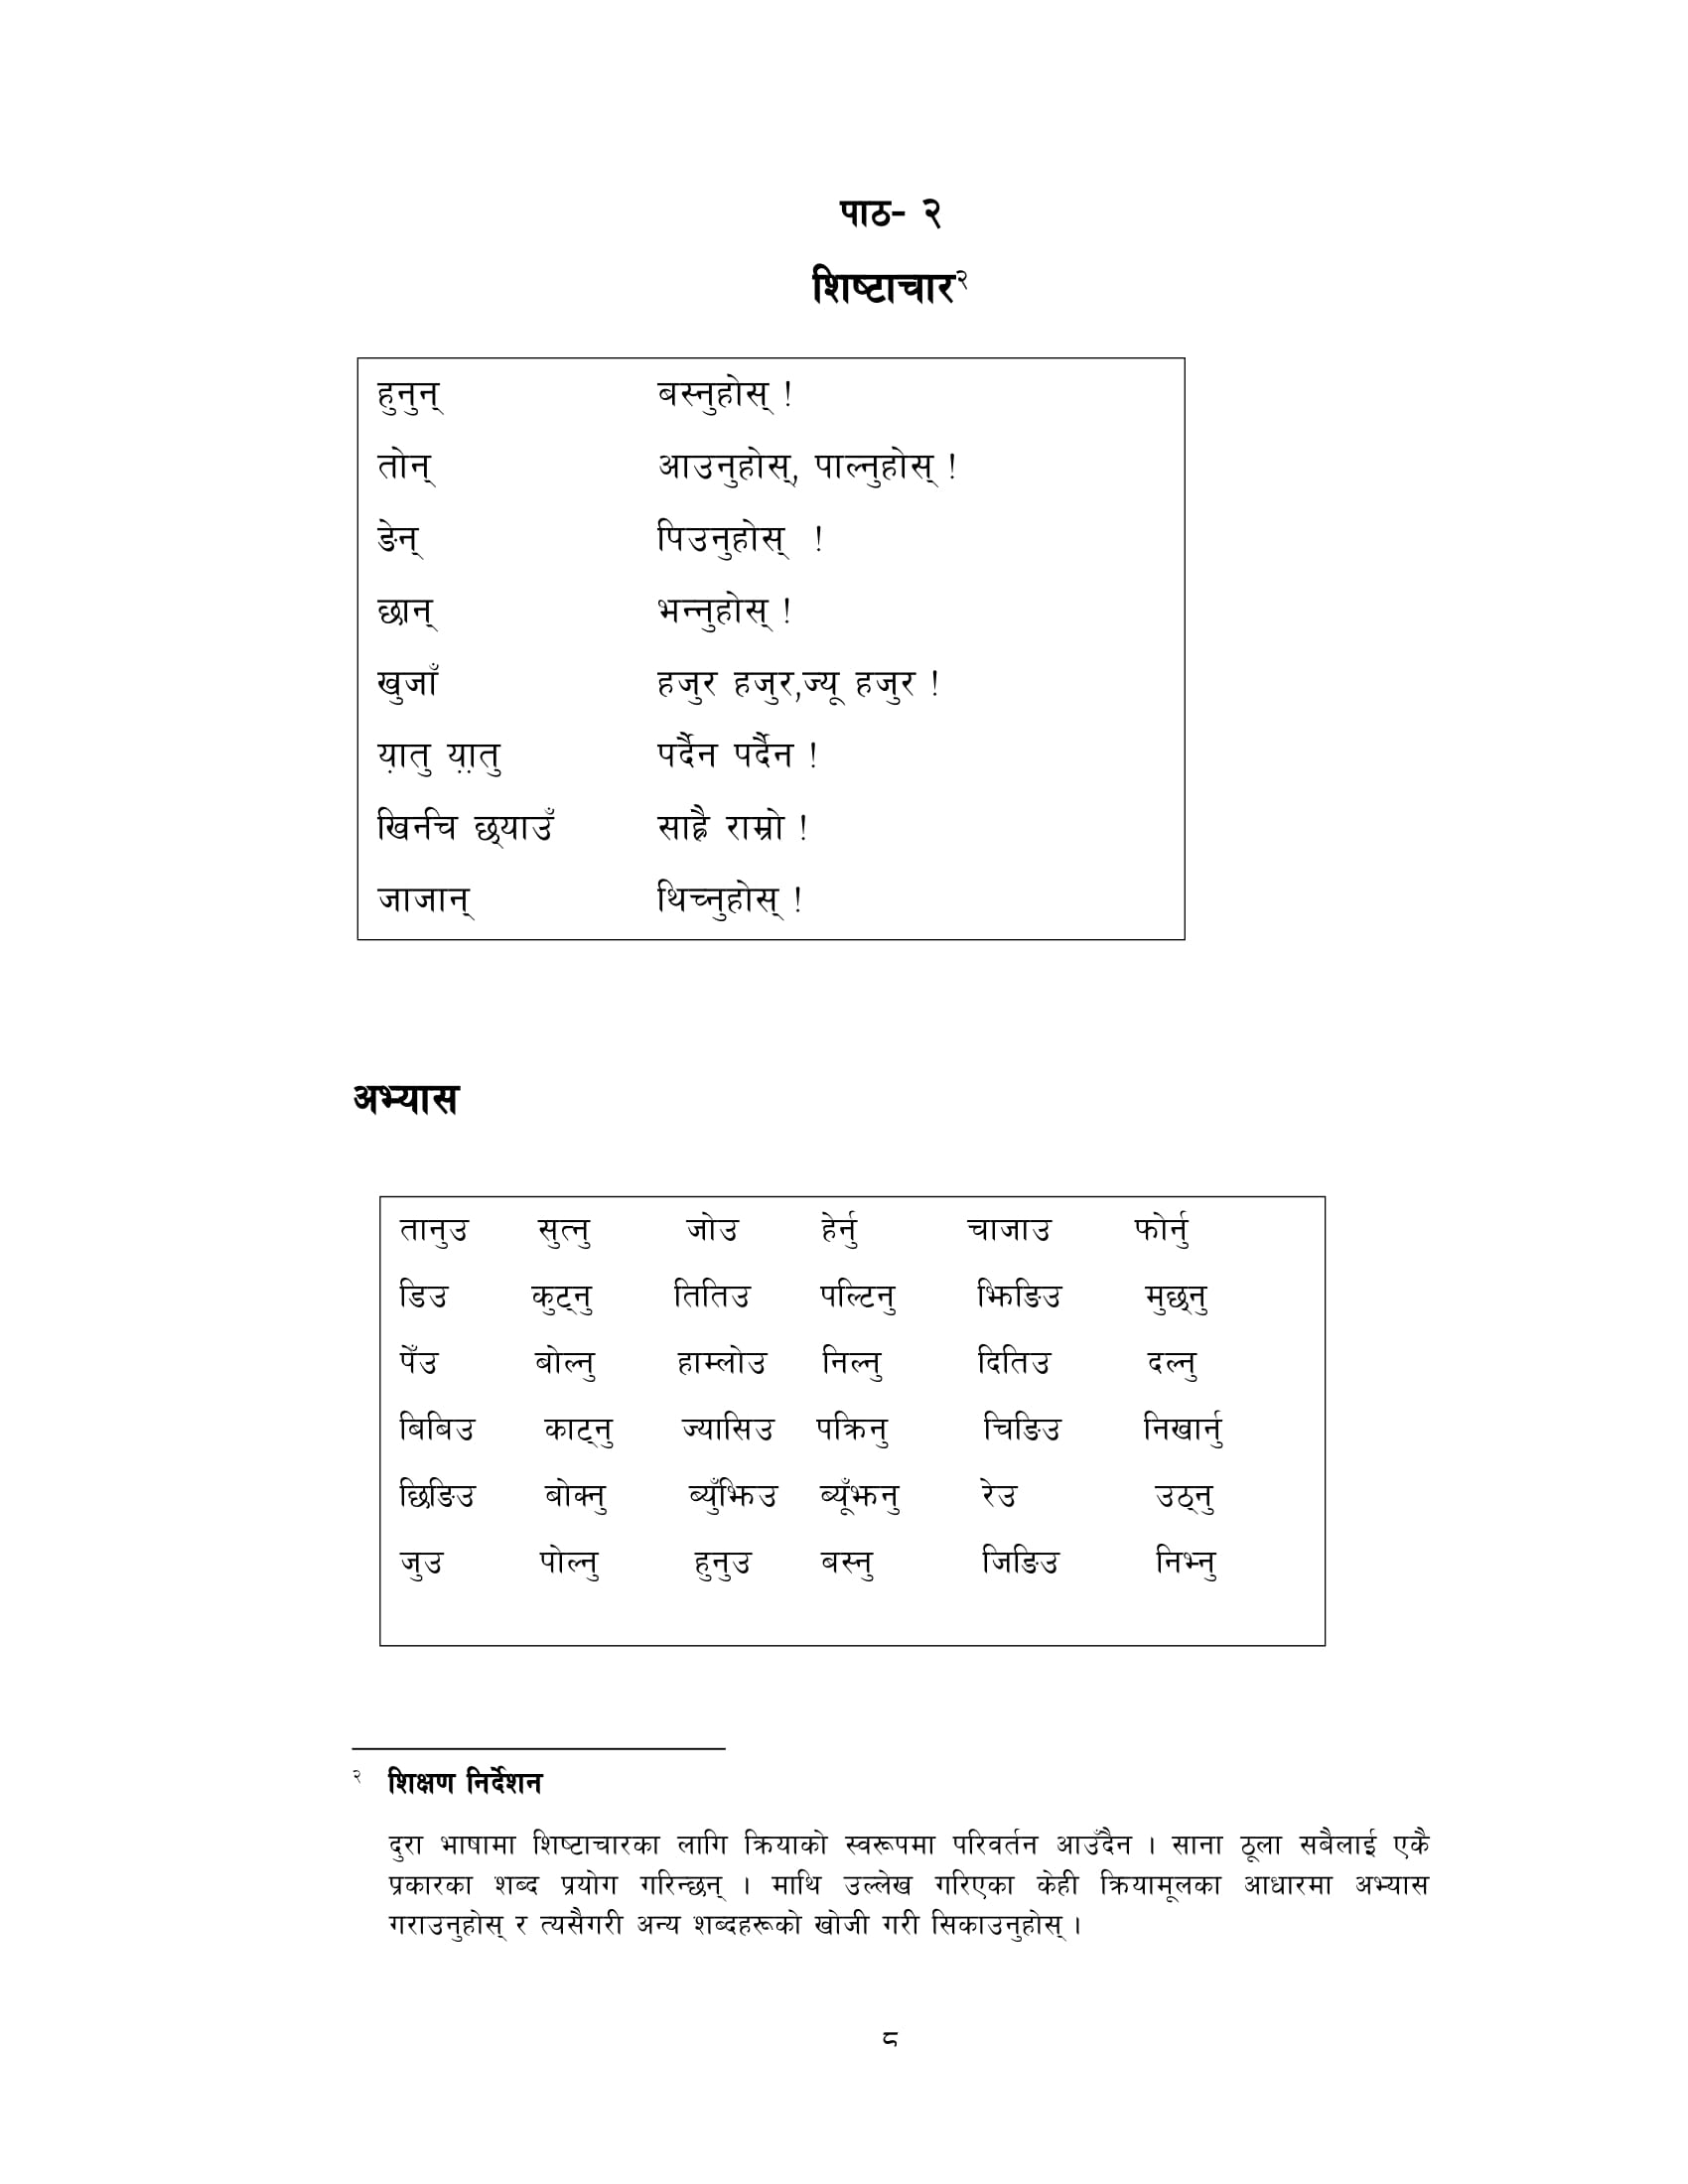 पाठ- २
शिष्टाचार२
हुनुन् बस्नुहोस् !
तोन् आउनुहोस्, पाल्नुहोस् !
ङेन् पिउनुहोस् !
छान् भन्नुहोस् !
खुजाँ हजुर हजुर,ज्यू हजुर !
य़ातु य़ा़तु पर्दैन पर्दैन !
खिर्नचि छ्याउँ साह्रै राम्रो !
जाजान् थिच्नुहोस् !
अभ्यास
तानुउ सुत्नु जोउ हेर्नु चाजाउ फोर्नु
डिउ कुट्नु तितिउ पल्टिनु झिङिउ मुछ्नु
पेँउ बोल्नु हाम्लोउ निल्नु दितिउ दल्नु
बिबिउ काट्नु ज्यासिउ पक्रिनु चिङिउ निखार्नु
छिङिउ बोक्नु ब्युँझिउ ब्यूँझनु रेउ उठ्नु
जुउ पोल्नु हुनुउ बस्नु जिङिउ निभ्नु
२ शिक्षण निर्देशन
दुरा भाषामा शिष्टाचारका लागि क्रियाको स्वरूपमा परिवर्तन आउँदैन । साना ठूला सबैलाई एकै
प्रकारका शब्द प्रयोग गरिन्छन् । माथि उल्लेख गरिएका केही क्रियामूलका आधारमा अभ्यास
गराउनुहोस् र त्यसैगरी अन्य शब्दहरूको खोजी गरी सिकाउनुहोस् ।
८